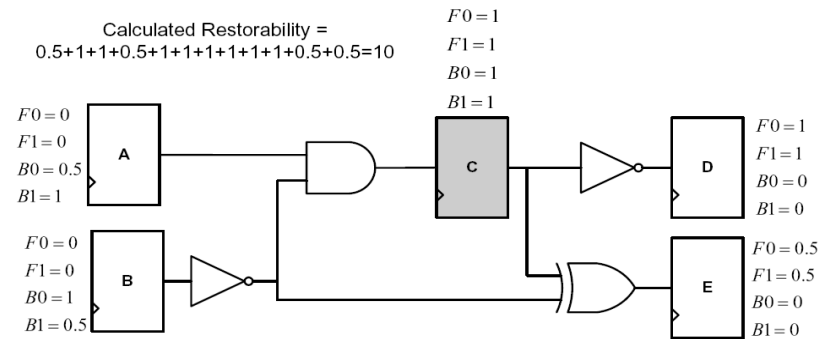 Calculated Restorability =
0.5+1+1+0.5+1+1+1+1+1+1+1+0.5+0.5=10
F0=1
F1=1
B0=1
B1=1
F0=0
F1=0
B0=0.5
B1=1
A
C
D
F0=1
F1=1
B0=0
B1=0
F0=0
F1=0
B0=1
B1=0.5
B
E
F0=0.5
F1=0.5
B0=0
B1=0